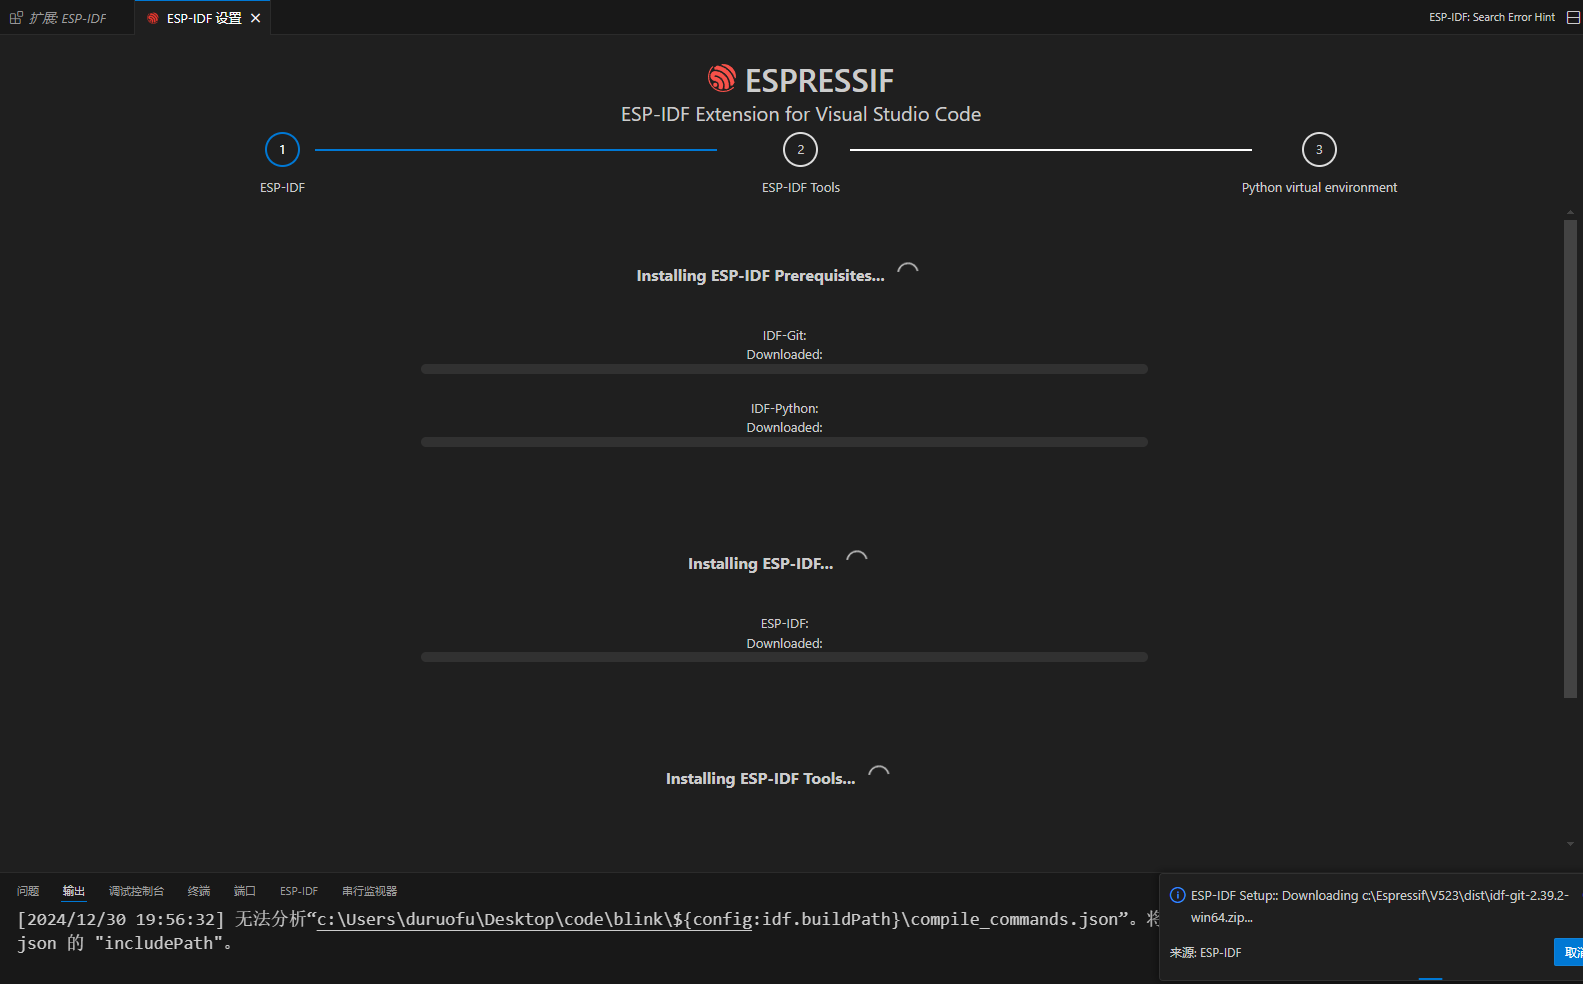 扩展: ESP-IDF
ESP-IDF 设置
ESP-IDF: Search Error Hint
ESPRESSIF
ESP-IDF Extension for Visual Studio Code
1
2
3
ESP-IDF
ESP-IDF Tools
Python virtual environment
Installing ESP-IDF Prerequisites...
IDF-Git:
Downloaded:
IDF-Python:
Downloaded:
Installing ESP-IDF...
ESP-IDF:
Downloaded:
Installing ESP-IDF Tools...
问题 输出 调试控制台 终端 端口 ESP-IDF 串行监视器
[2024/12/30 19:56:32] 无法分析“c:\Users\duruofu\Desktop\code\blink\${config:idf.buildPath}\compile_commands.json”。将
json 的 "includePath"。
ESP-IDF Setup:: Downloading c:\Espressif\V523\dist\idf-git-2.39.2-
win64.zip...
来源: ESP-IDF
取消